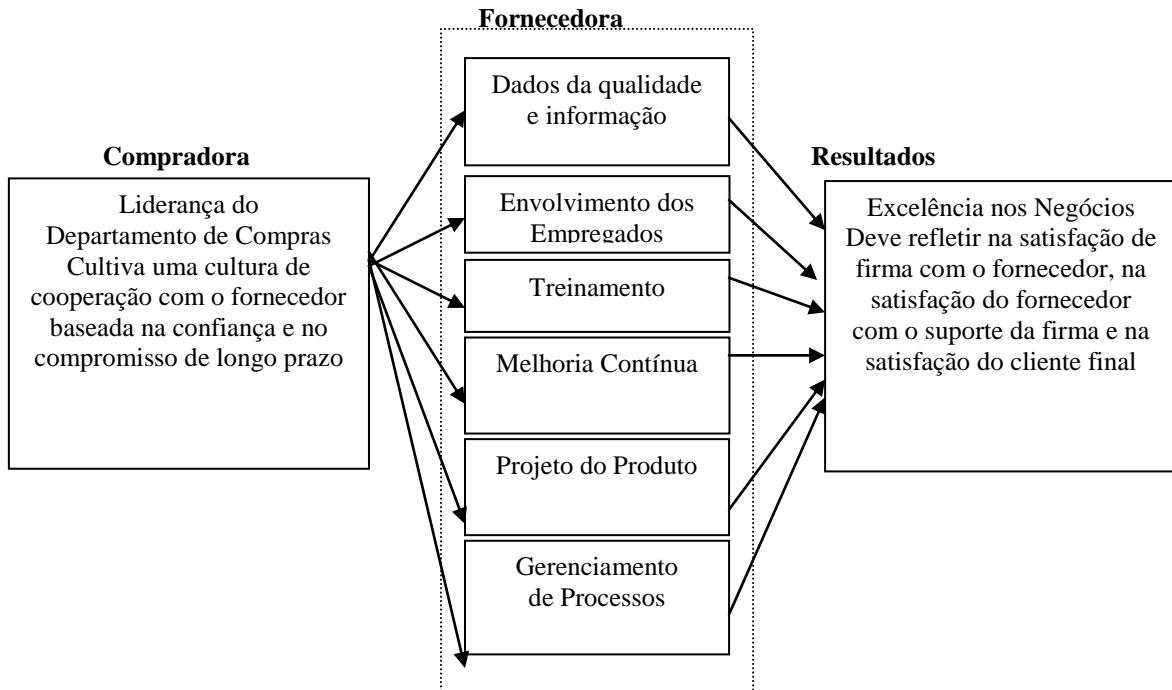 Fornecedora
Dados da qualidade
e informação
Compradora
Resultados
Liderança do
Departamento de Compras
Cultiva uma cultura de
cooperação com o fornecedor
baseada na confiança e no
compromisso de longo prazo
Envolvimento dos
Empregados
Treinamento
Melhoria Contínua
Projeto do Produto
Gerenciamento
de Processos
Excelência nos Negócios
Deve refletir na satisfação de
firma com o fornecedor, na
satisfação do fornecedor
com o suporte da firma e na
satisfação do cliente final